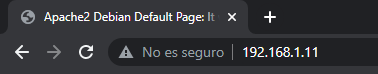 Apache2 Debian Default Page: It
No es seguro | 192.168.1.11